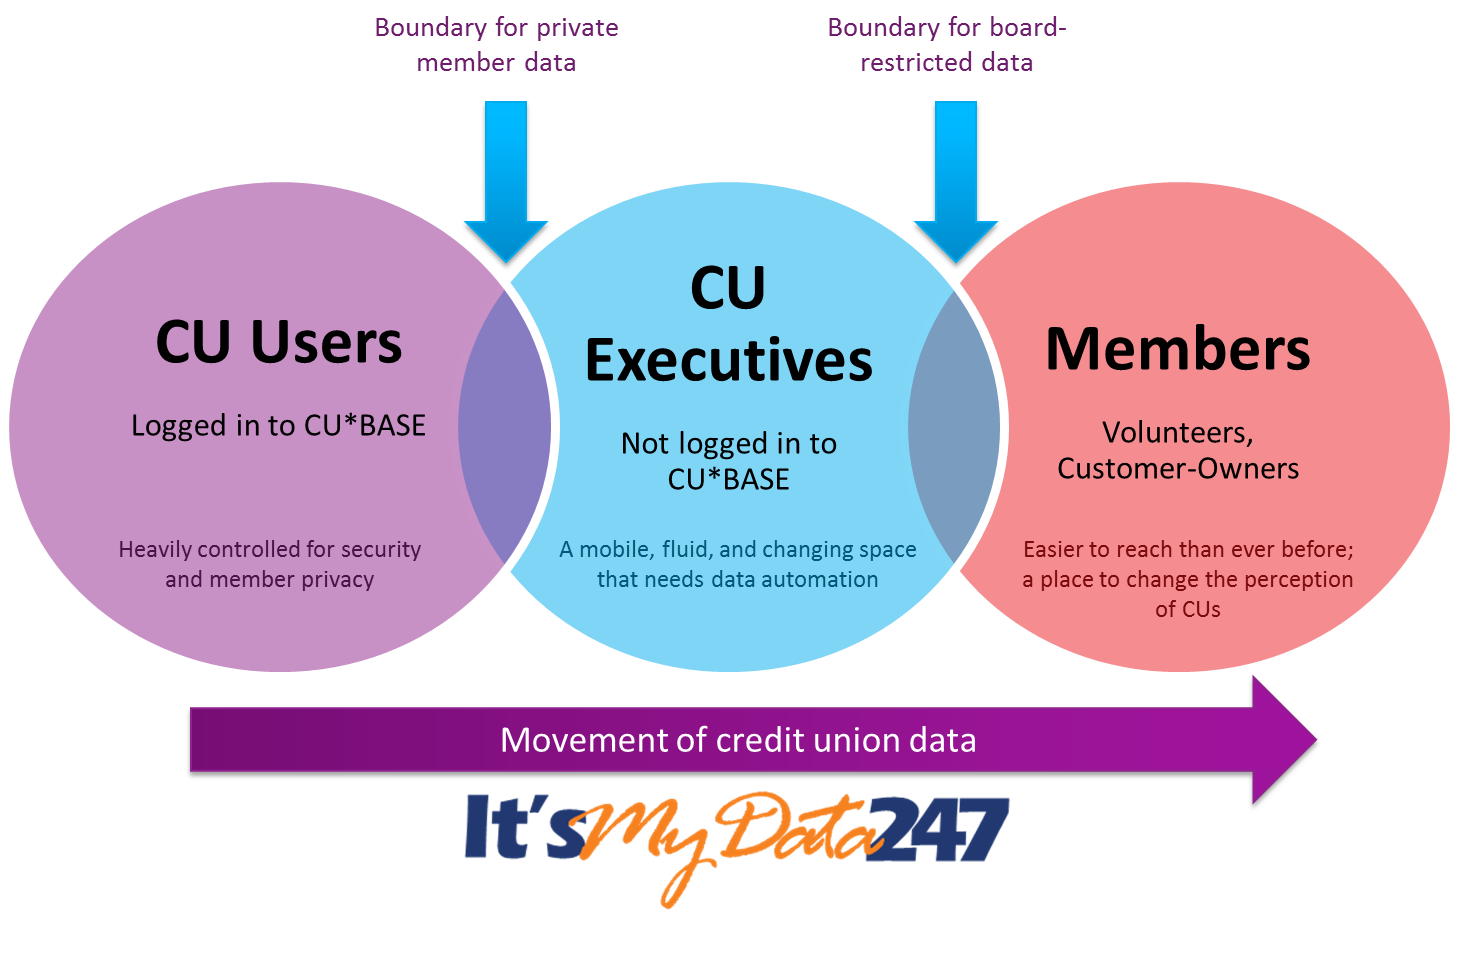 Boundary for private
member data
Boundary for board-
restricted data
CU Users
Logged in to CU*BASE
Heavily controlled for security
and member privacy
CU
Executives
Not logged in to
CU*BASE
A mobile, fluid, and changing space
that needs data automation
Members
Volunteers,
Customer-Owners
Easier to reach than ever before;
a place to change the perception
of CUs
Movement of credit union data
It'sMyData247